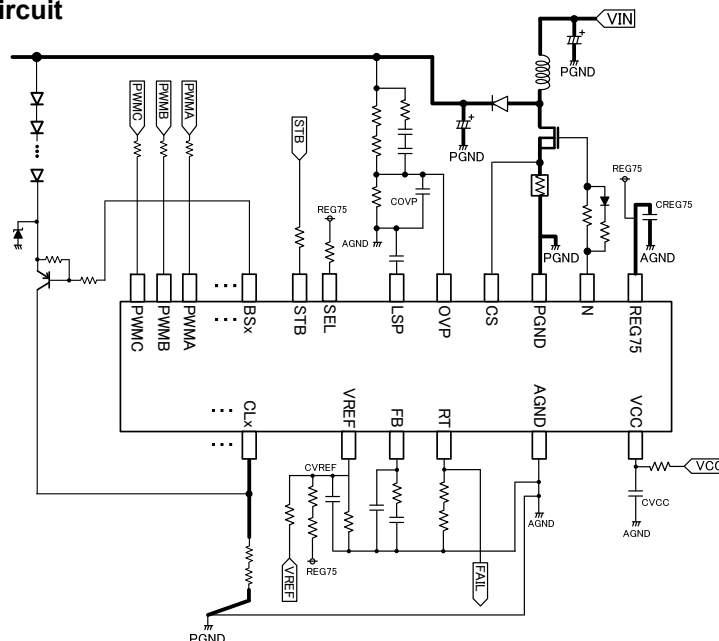 ircuit
VIN
PGND
PWMC
PWMB
PWMA
STB
PGND
REG75
COVP
REG75
CREG75
AGND
PGND
AGND
PWMC
PWMB
PWMA
BSx
STB
SEL
LSP
OVP
CS
PGND
N
REG75
CLx
VREF
FB
RT
AGND
VCC
CVREF
VCC
CVCC
AGND
AGND
REG75
VREF
FAIL
PGND